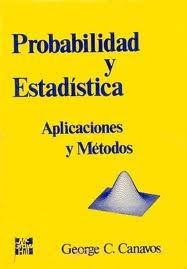 Probabilidad
y
Estadística
Aplicaciones
y Métodos
George C. Canavos